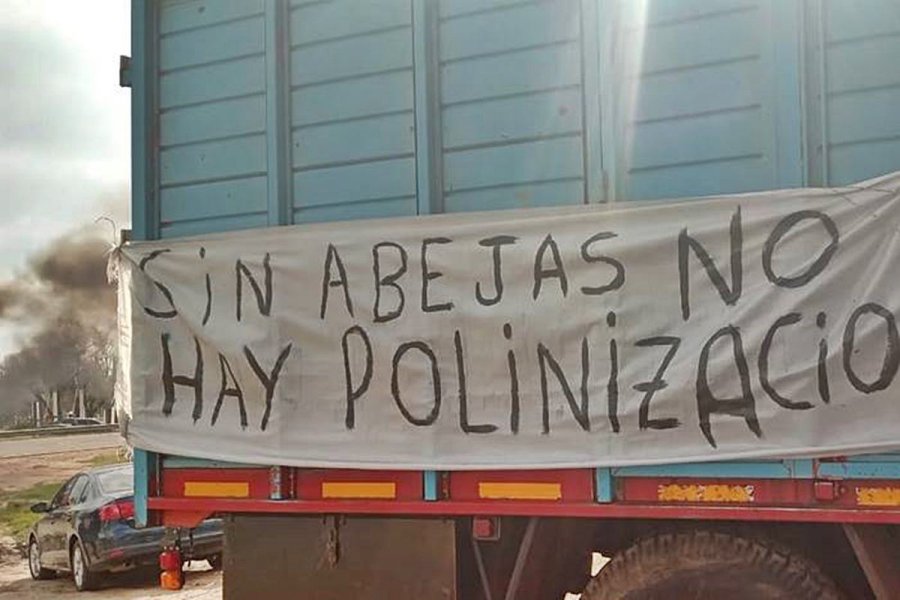 SiN ABEJAS NO
HAY POLiNiZACiO